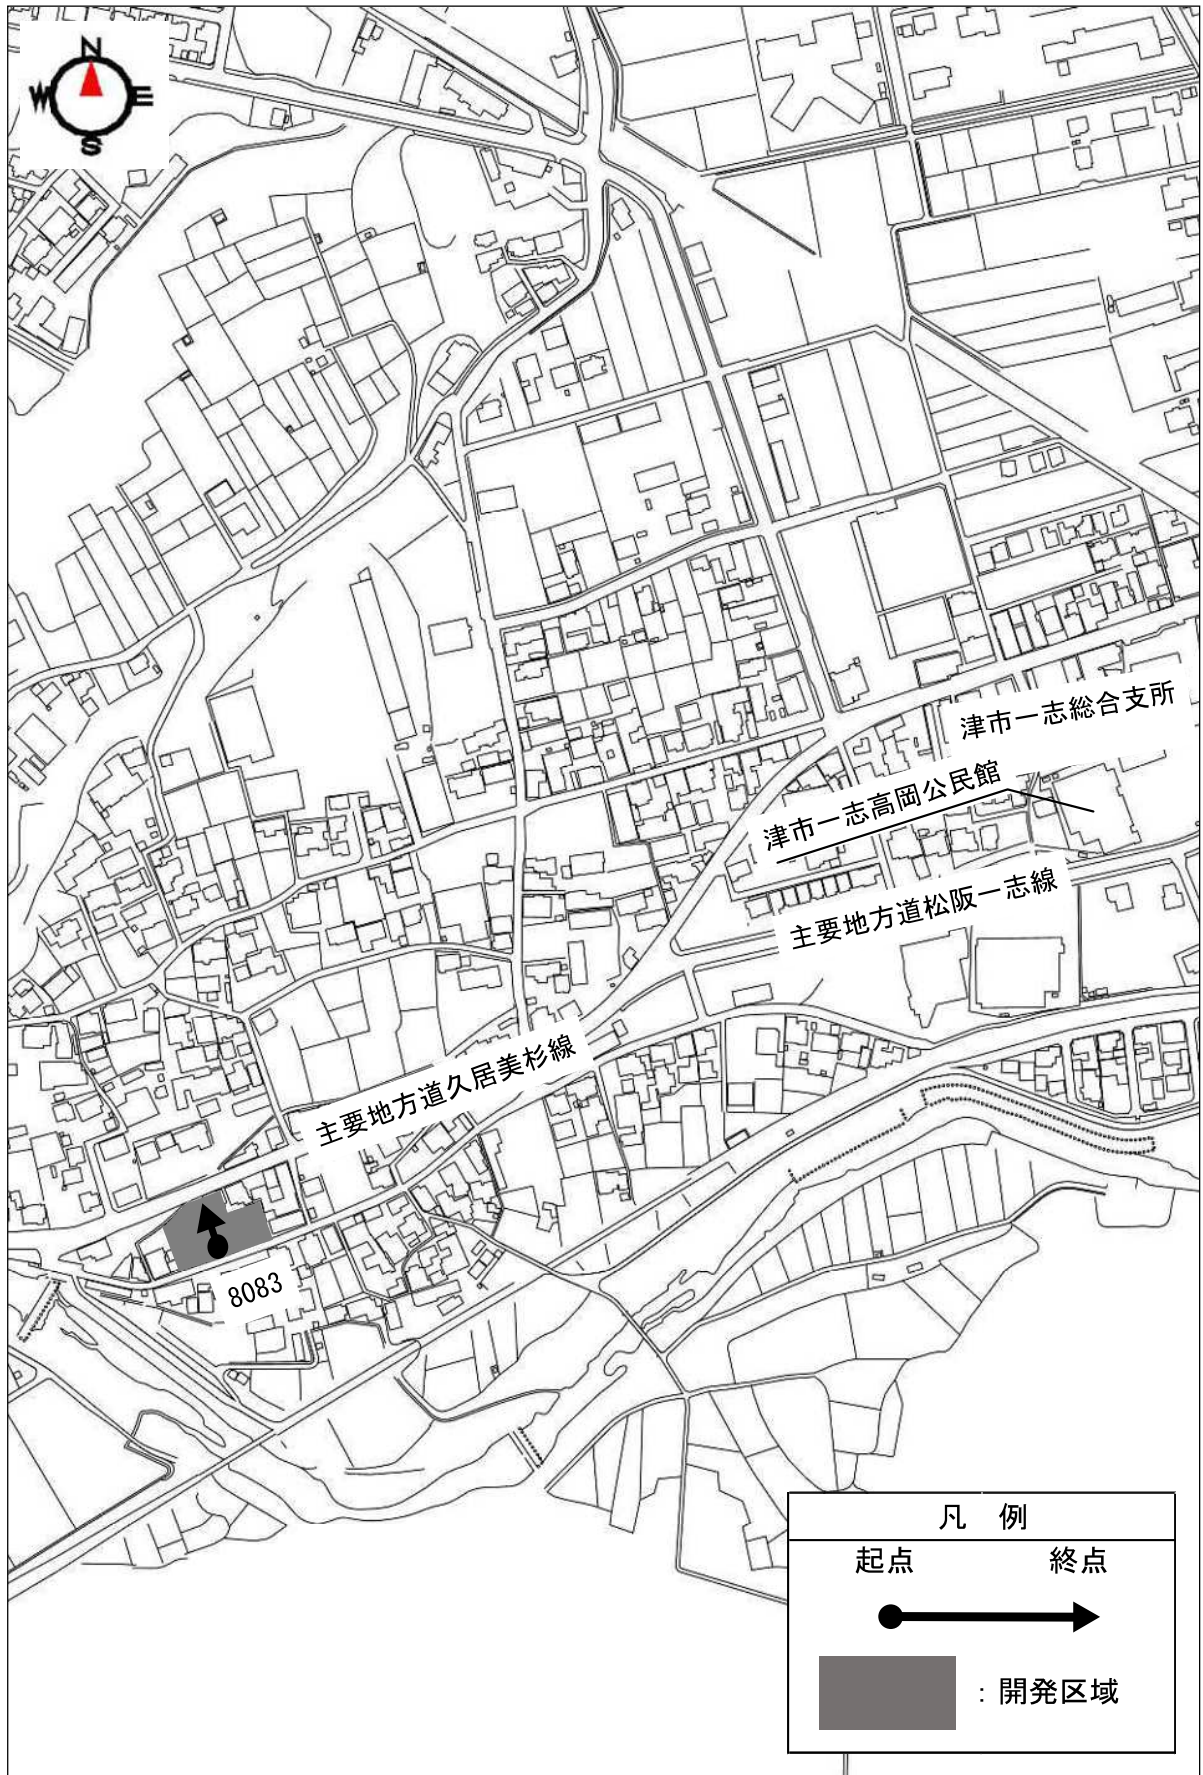 N
W E
S
津市一志総合支所
津市一志高岡公民館
主要地方道松阪一志線
主要地方道久居美杉線
8083
凡 例
起点 終点
：開発区域